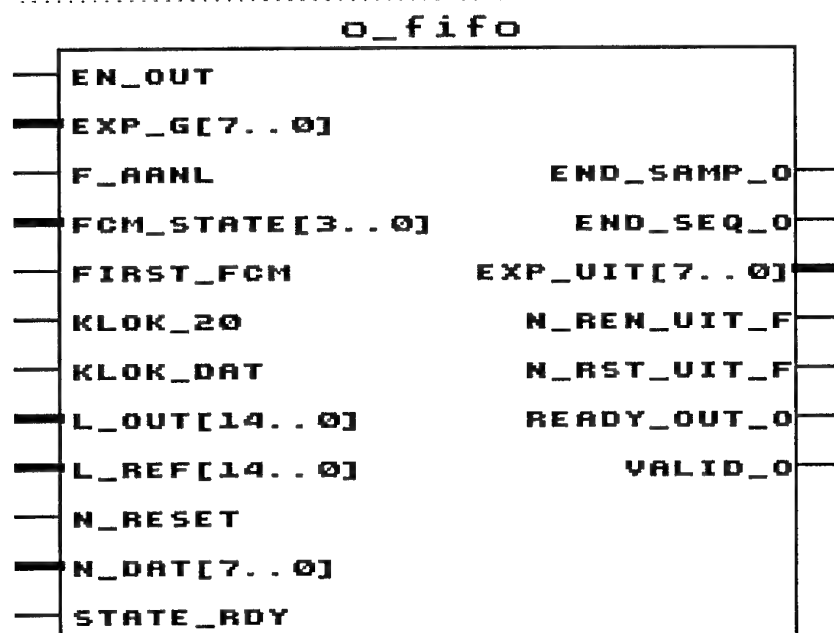 o_fifo
EN_OUT
EXP_G[7..0]
F_AANL
END_SAMP_O
FCM_STATE[3..0]
END_SEQ_O
FIRST_FCM
EXP_UIT[7..0]
KLOK_20
N_REN_UIT_F
KLOK_DAT
N_RST_UIT_F
L_OUT[14..0]
READY_OUT_O
L_REF[14..0]
VALID_O
N_RESET
N_DAT[7..0]
STATE_RDY